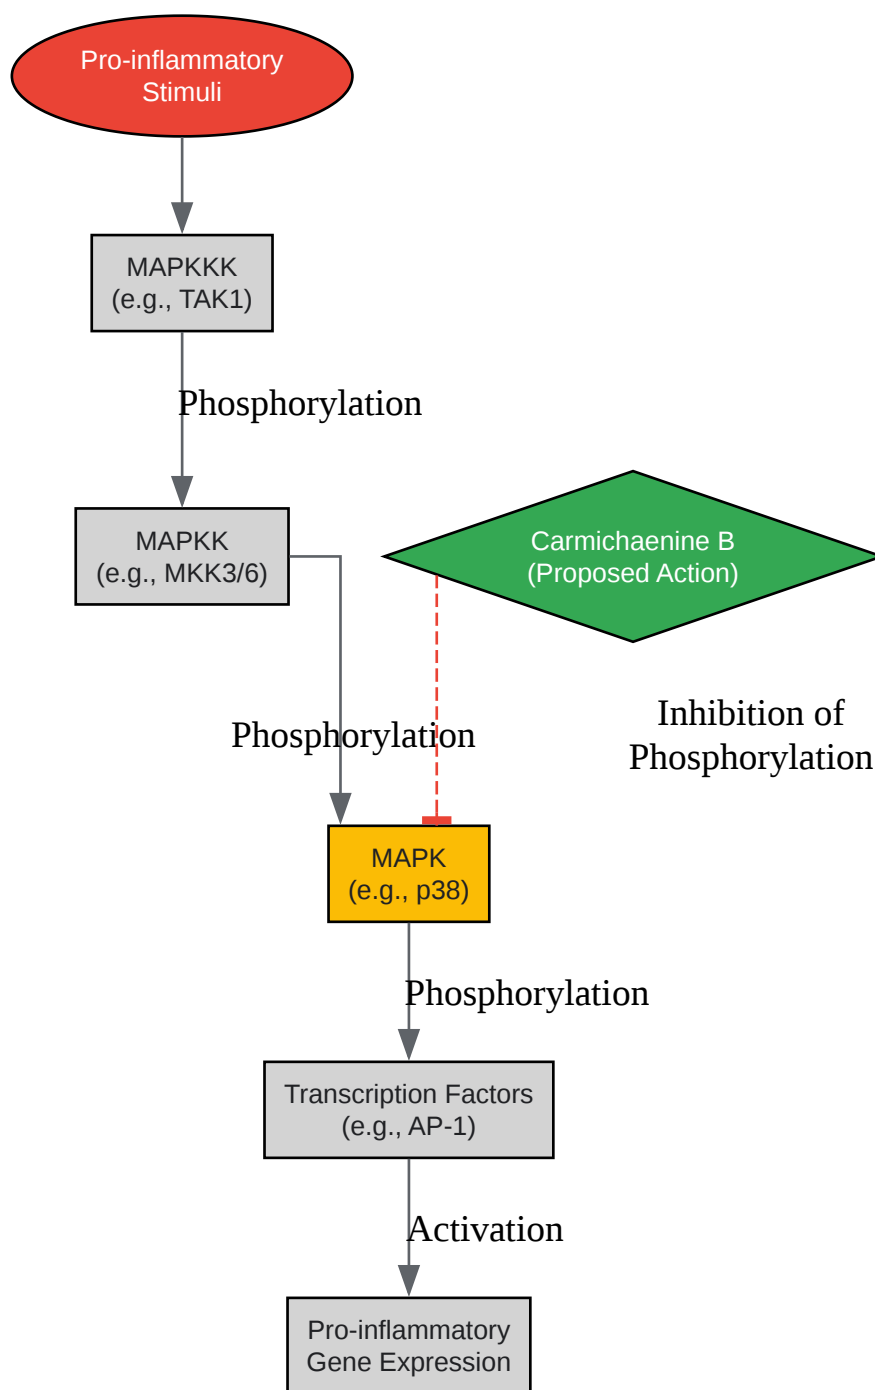 Pro-inflammatory
Stimuli
MAPKKK
(e.g., TAK1)
Phosphorylation
MAPKK
(e.g., MKK3/6)
Carmichaenine B
(Proposed Action)
Phosphorylation
Inhibition of
Phosphorylation
MAPK
(e.g., p38)
Phosphorylation
Transcription Factors
(e.g., AP-1)
Activation
Pro-inflammatory
Gene Expression